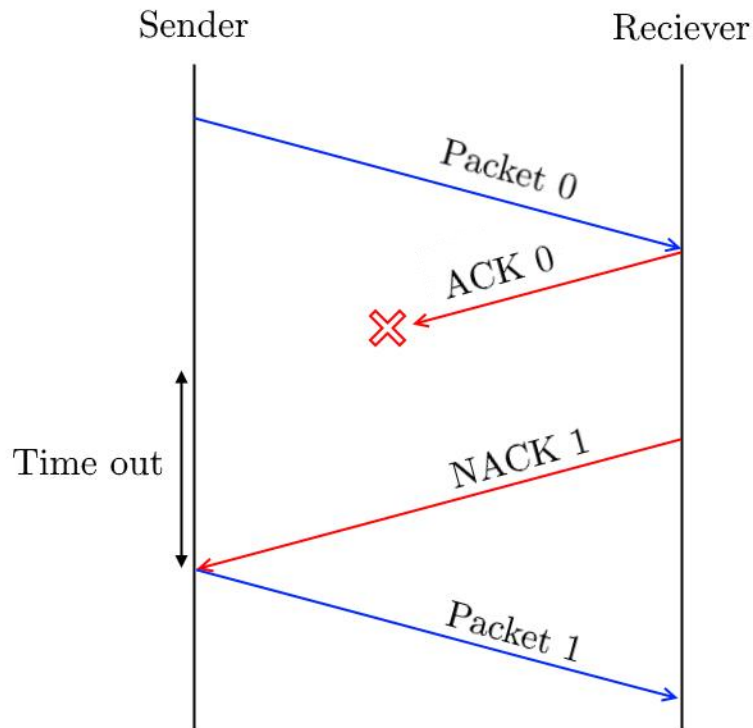 Sender
Reciever
Packet 0
ACK 0
Time out
NACK 1
Packet 1